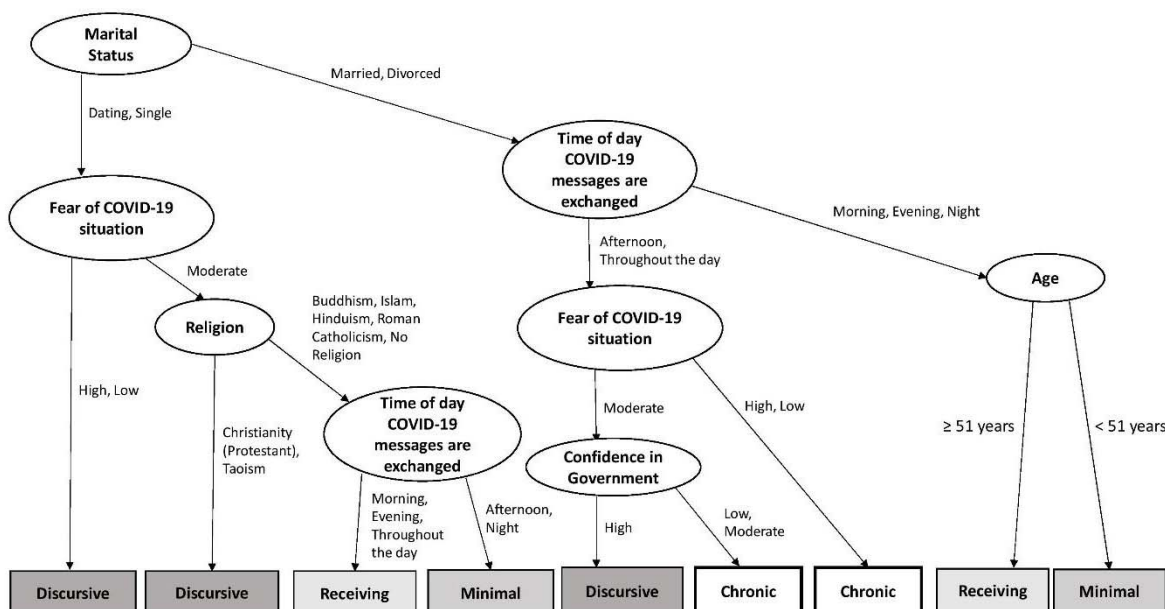 Marital
Status
Married, Divorced
Dating, Single
Time of day
COVID-19
messages are
exchanged
Fear of COVID-19
situation
Morning, Evening, Night
Afternoon,
Throughout the day
Moderate
Age
Buddhism, Islam,
Hinduism, Roman
Catholicism, No
Religion
Religion
Fear of COVID-19
situation
High, Low
Time of day
COVID-19
messages are
exchanged
Moderate
High, Low
≥ 51 years
< 51 years
Christianity
(Protestant),
Taoism
Confidence in
Government
Morning,
Evening,
Throughout
the day
Afternoon,
Night
High
Low,
Moderate
Discursive
Discursive
Receiving
Minimal
Discursive
Chronic
Chronic
Receiving
Minimal